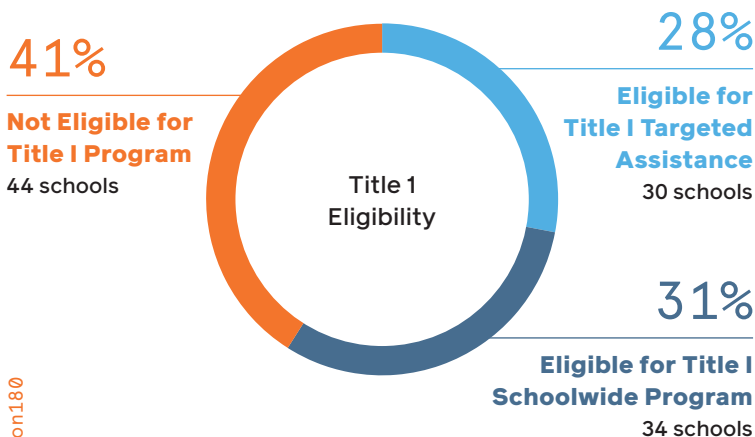 41%
Not Eligible for
Title I Program
44 schools
Title 1
Eligibility
28%
Eligible for
Title I Targeted
Assistance
30 schools
31%
Eligible for Title I
Schoolwide Program
34 schools
on180